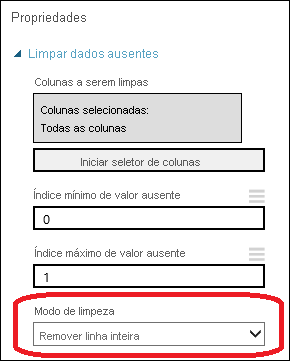 Propriedades
Limpar dados ausentes
Colunas a serem limpas
Colunas selecionadas:
Todas as colunas
Iniciar seletor de colunas
Índice mínimo de valor ausente
0
Índice máximo de valor ausente
1
Modo de limpeza
Remover linha inteira